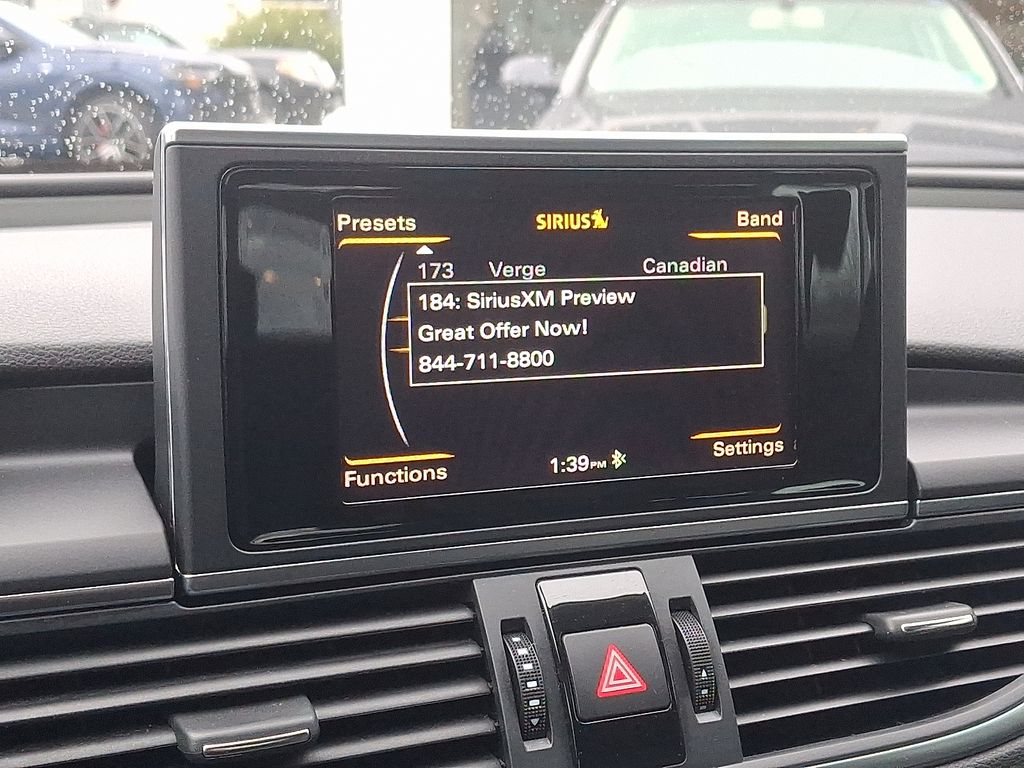 Presets
SIRIUS
Band
173 Verge Canadian
184: SiriusXM Preview
Great Offer Now!
844-711-8800
Functions
1:39PM
Settings